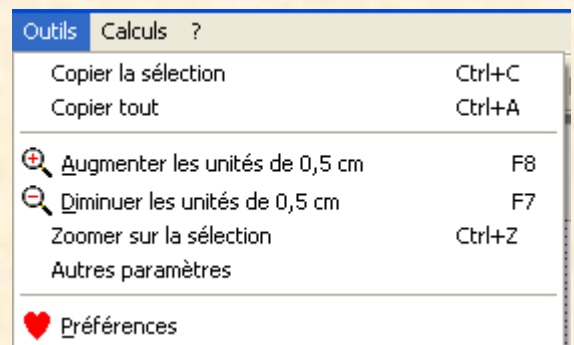 Outils Calculs ?
Copier la sélection Ctrl+C
Copier tout Ctrl+A
Augmenter les unités de 0,5 cm F8
Diminuer les unités de 0,5 cm F7
Zoomer sur la sélection Ctrl+Z
Autres paramètres
Préférences